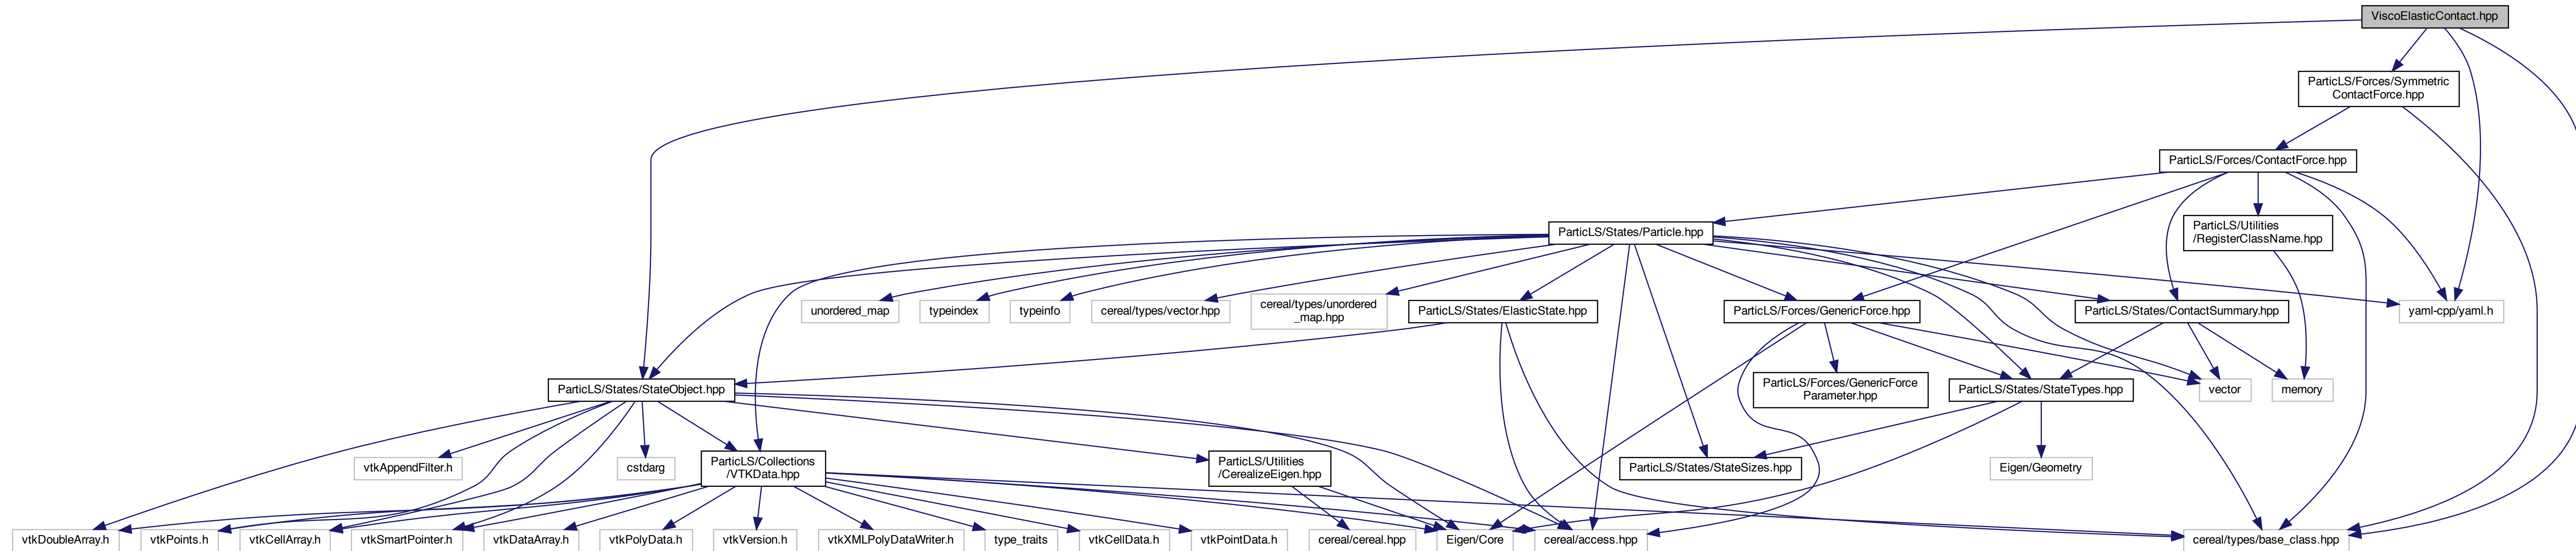 ViscoElasticContact.hpp
ParticLS/Forces/Symmetric
ContactForce.hpp
ParticLS/Forces/ContactForce.hpp
ParticLS/States/Particle.hpp
ParticLS/Utilities
/RegisterClassName.hpp
unordered_map
typeindex
typeinfo
cereal/types/vector.hpp
cereal/types/unordered
_map.hpp
ParticLS/States/ElasticState.hpp
ParticLS/Forces/GenericForce.hpp
ParticLS/States/ContactSummary.hpp
yaml-cpp/yaml.h
ParticLS/States/StateObject.hpp
ParticLS/Forces/GenericForce
Parameter.hpp
ParticLS/States/StateTypes.hpp
vector
memory
vtkAppendFilter.h
cstdarg
ParticLS/Collections
/VTKData.hpp
ParticLS/Utilities
/CerealizeEigen.hpp
ParticLS/States/StateSizes.hpp
Eigen/Geometry
vtkDoubleArray.h
vtkPoints.h
vtkCellArray.h
vtkSmartPointer.h
vtkDataArray.h
vtkPolyData.h
vtkVersion.h
vtkXMLPolyDataWriter.h
type_traits
vtkCellData.h
vtkPointData.h
cereal/cereal.hpp
Eigen/Core
cereal/access.hpp
cereal/types/base_class.hpp